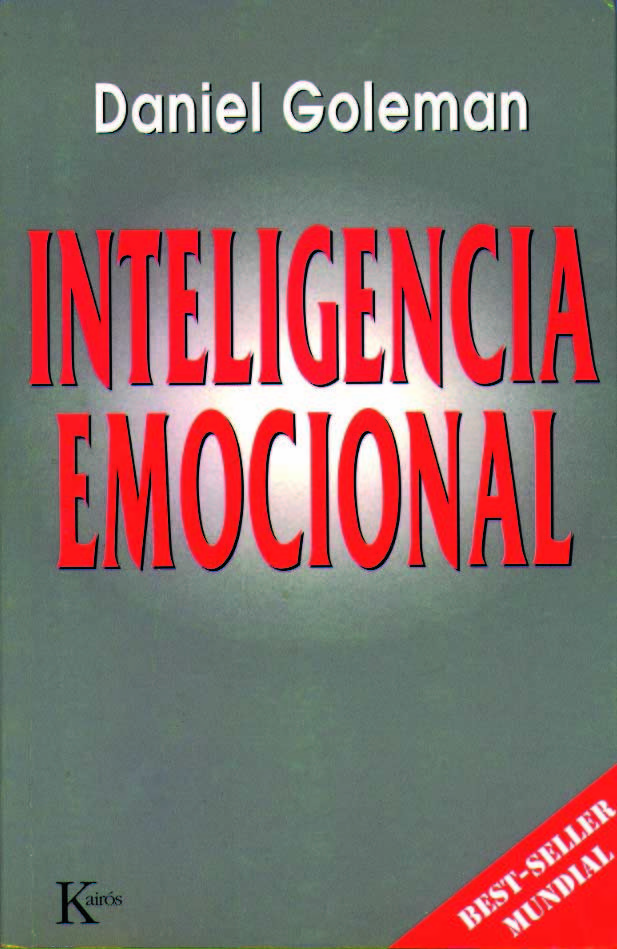 Daniel Goleman
INTELIGENCIA
EMOCIONAL
BEST-SELLER
MUNDIAL
Kairós